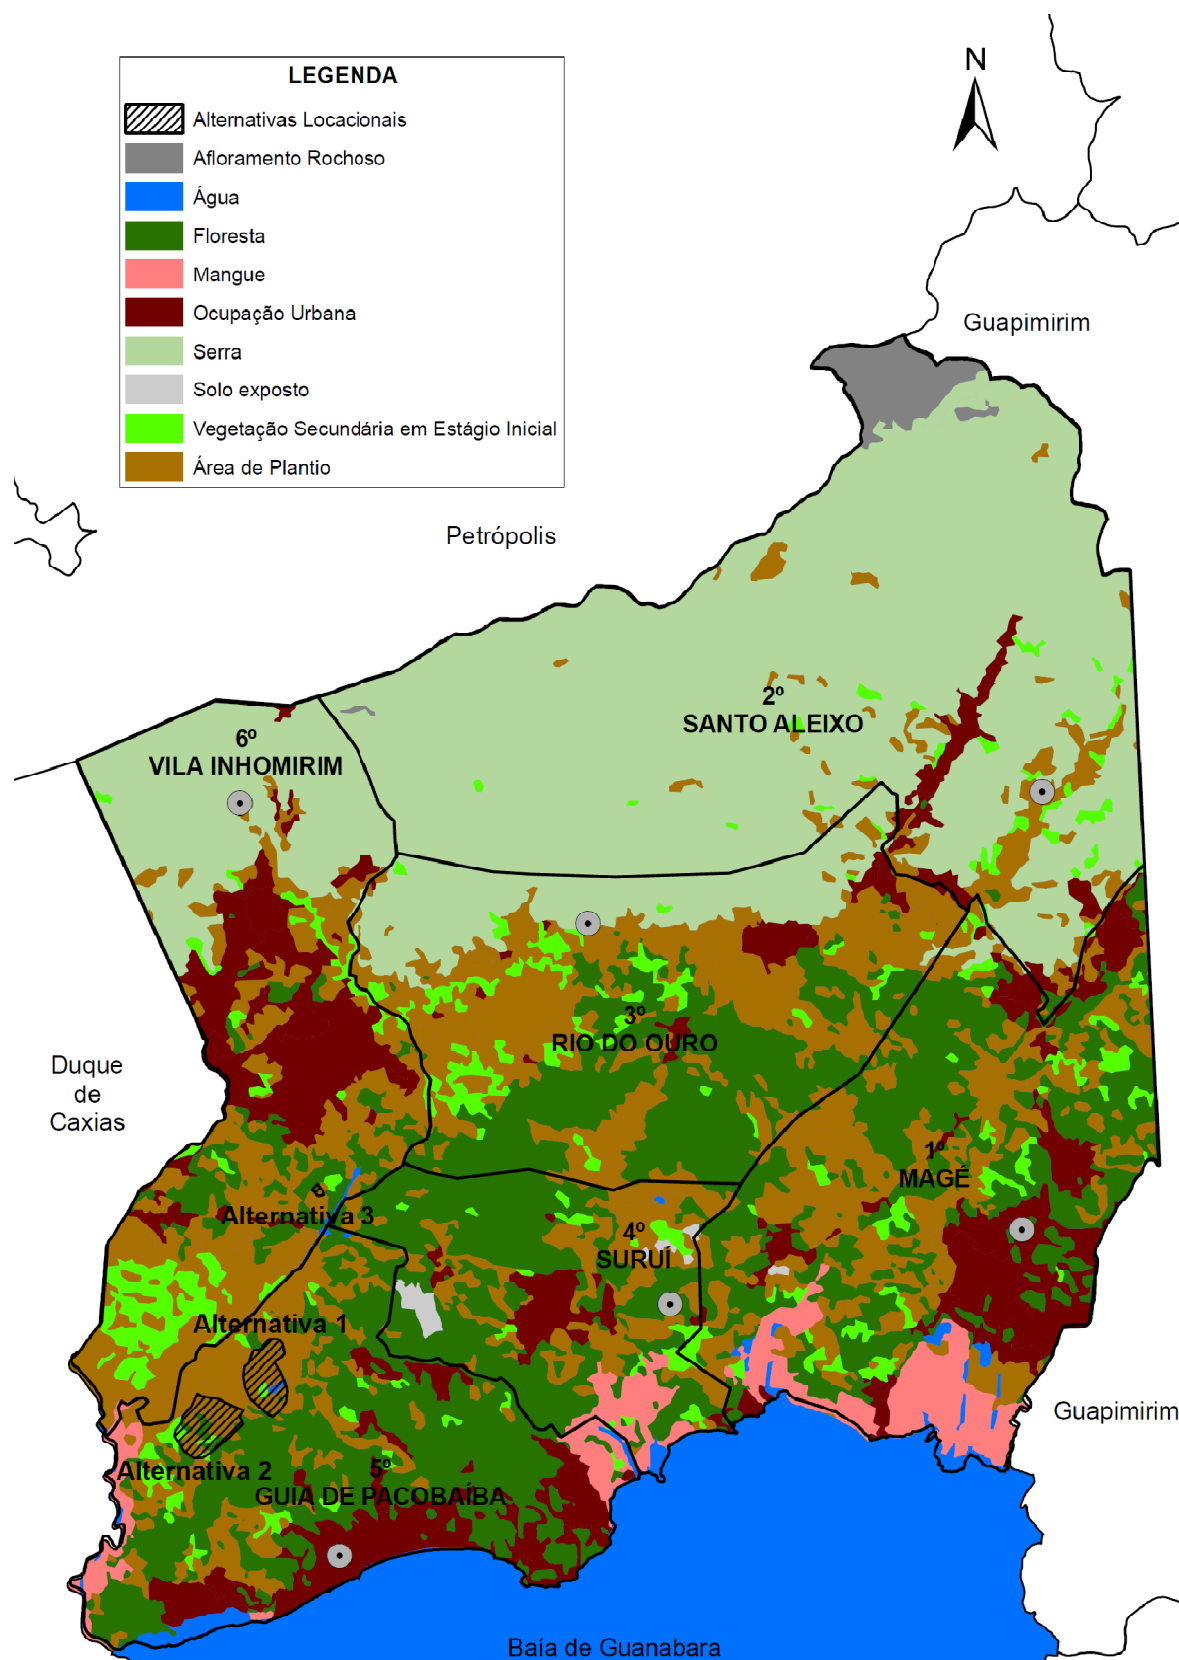 LEGENDA
Alternativas Locacionais
Afloramento Rochoso
Água
Floresta
Mangue
Ocupação Urbana
Serra
Solo exposto
Vegetação Secundária em Estágio Inicial
Área de Plantio
N
Guapimirim
Petrópolis
2º
SANTO ALEIXO
6º
VILA INHOMIRIM
3º
RIO DO OURO
Duque
de
Caxias
1º
MAGÉ
Alternativa 3
4º
SURUÍ
Alternativa 1
Guapimirim
Alternativa 2
5º
GUIA DE PACOBAÍBA
Baía de Guanabara